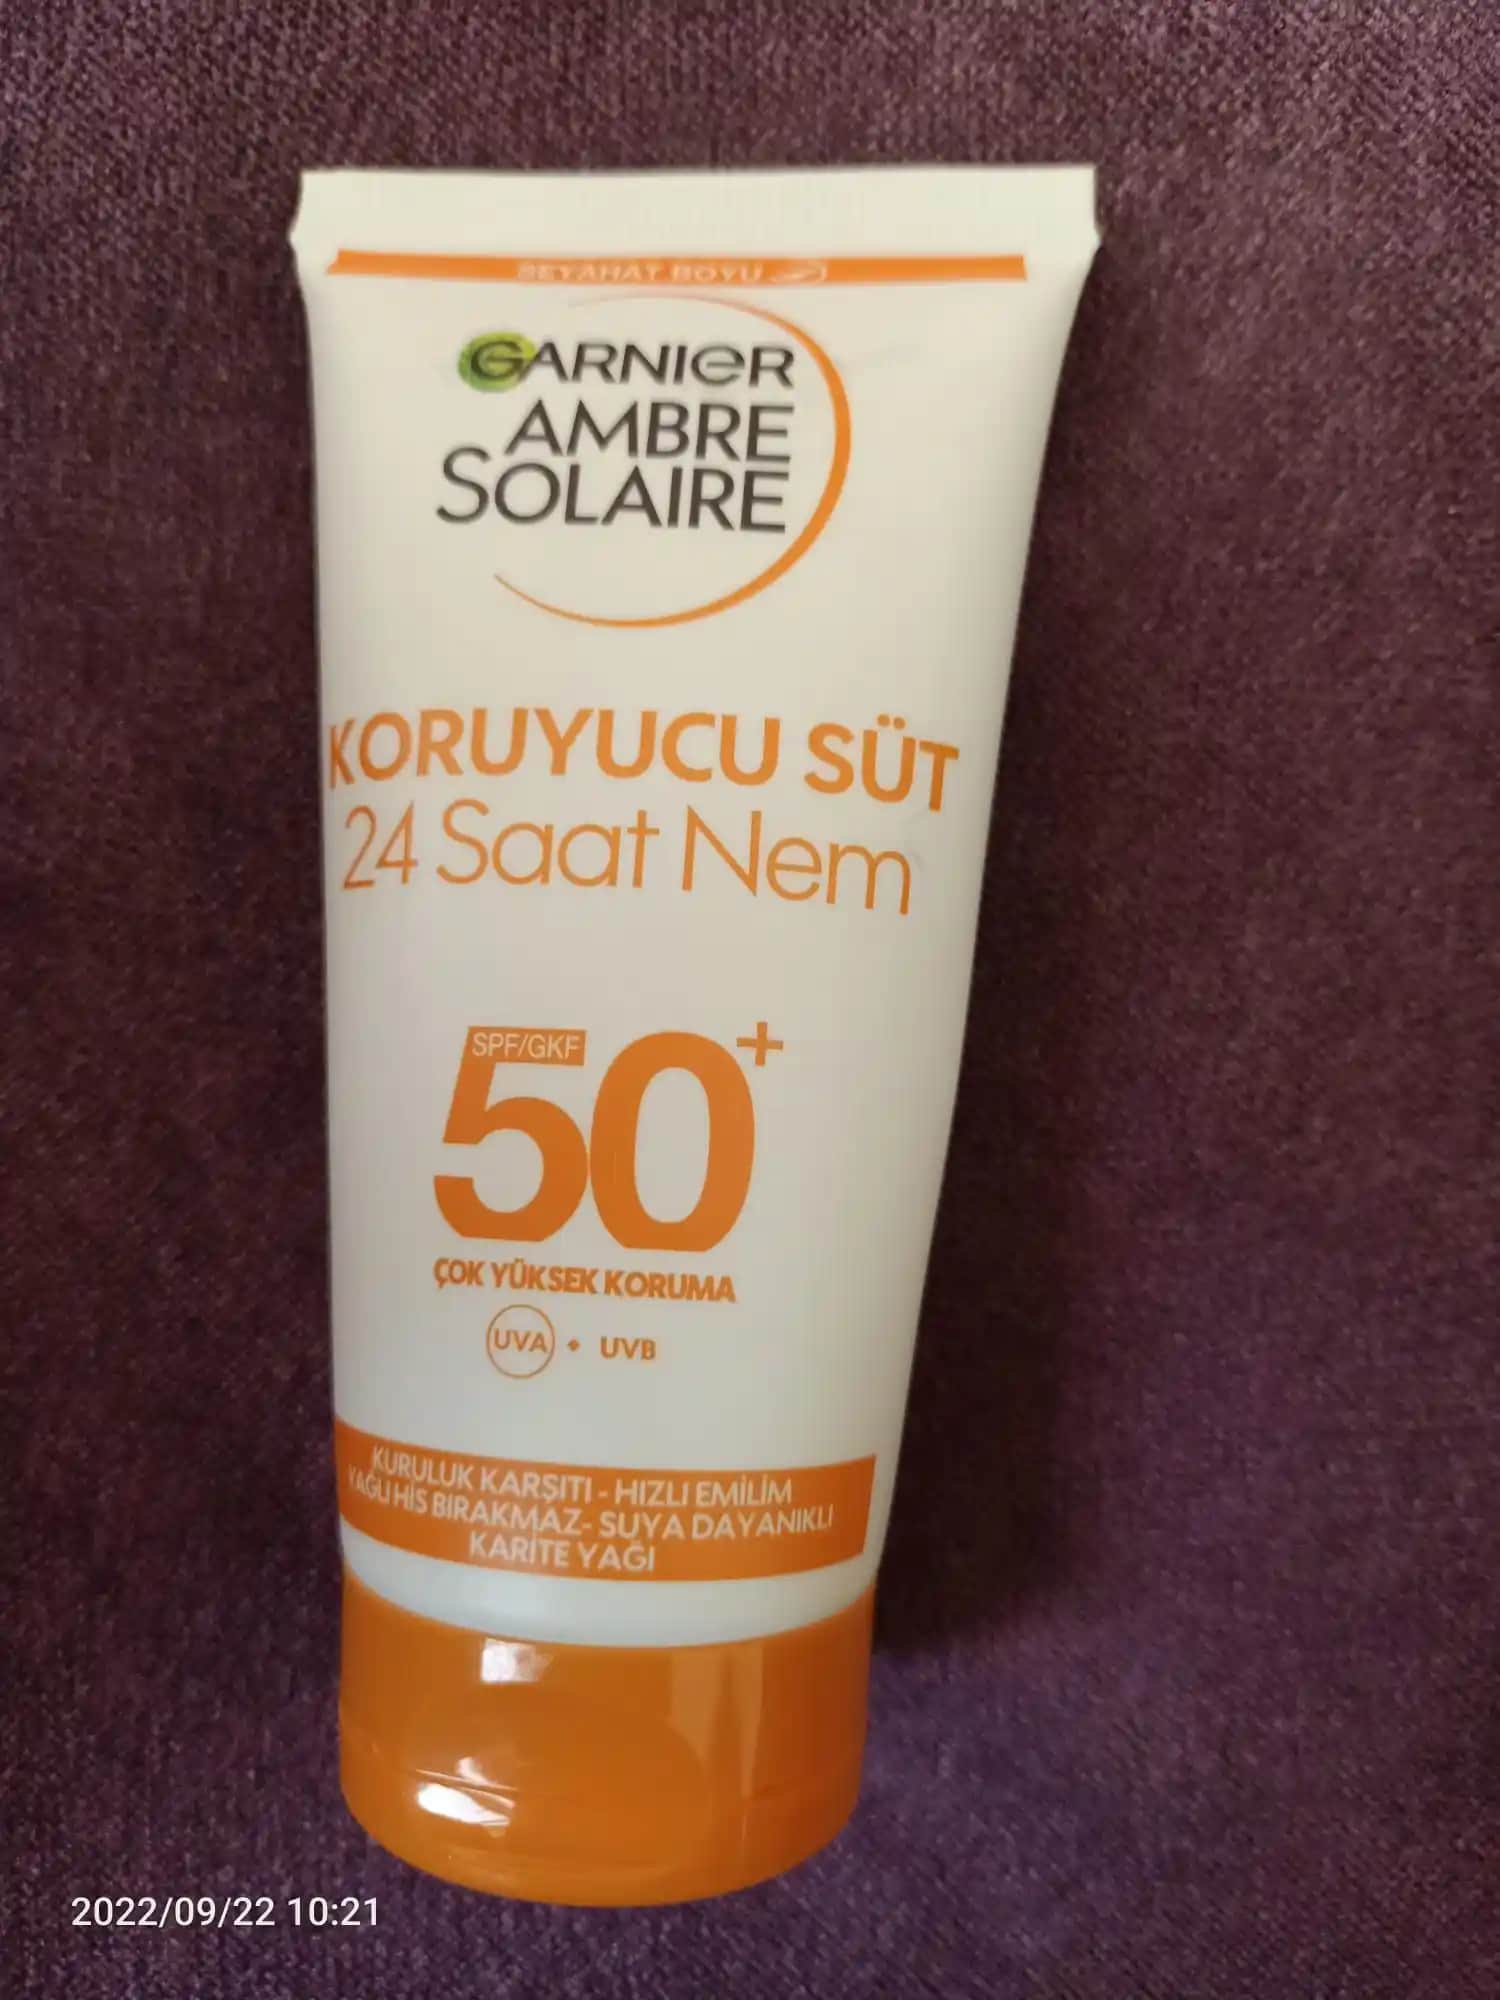 SEYAHAT BOYU
GARNIER
AMBRE
SOLAIRE
KORUYUCU SÜT
24 Saat Nem
SPF/GKF
50+
ÇOK YÜKSEK KORUMA
UVA + UVB
KURULUK KARŞITI - HIZLI EMİLİM
YAĞLI HİS BIRAKMAZ- SUYA DAYANIKLI
KARİTE YAĞI
2022/09/22 10:21